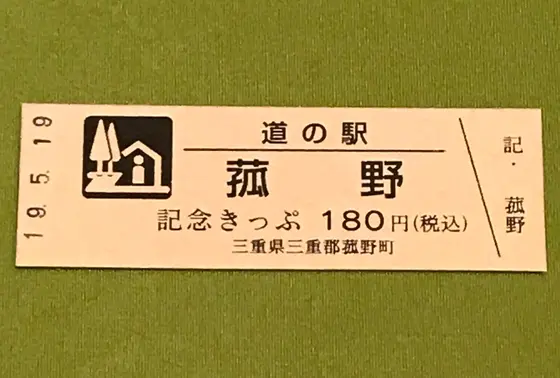 19.5.19
道の駅
菰野
記念きっぷ 180円(税込)
三重県三重郡菰野町
記・菰野